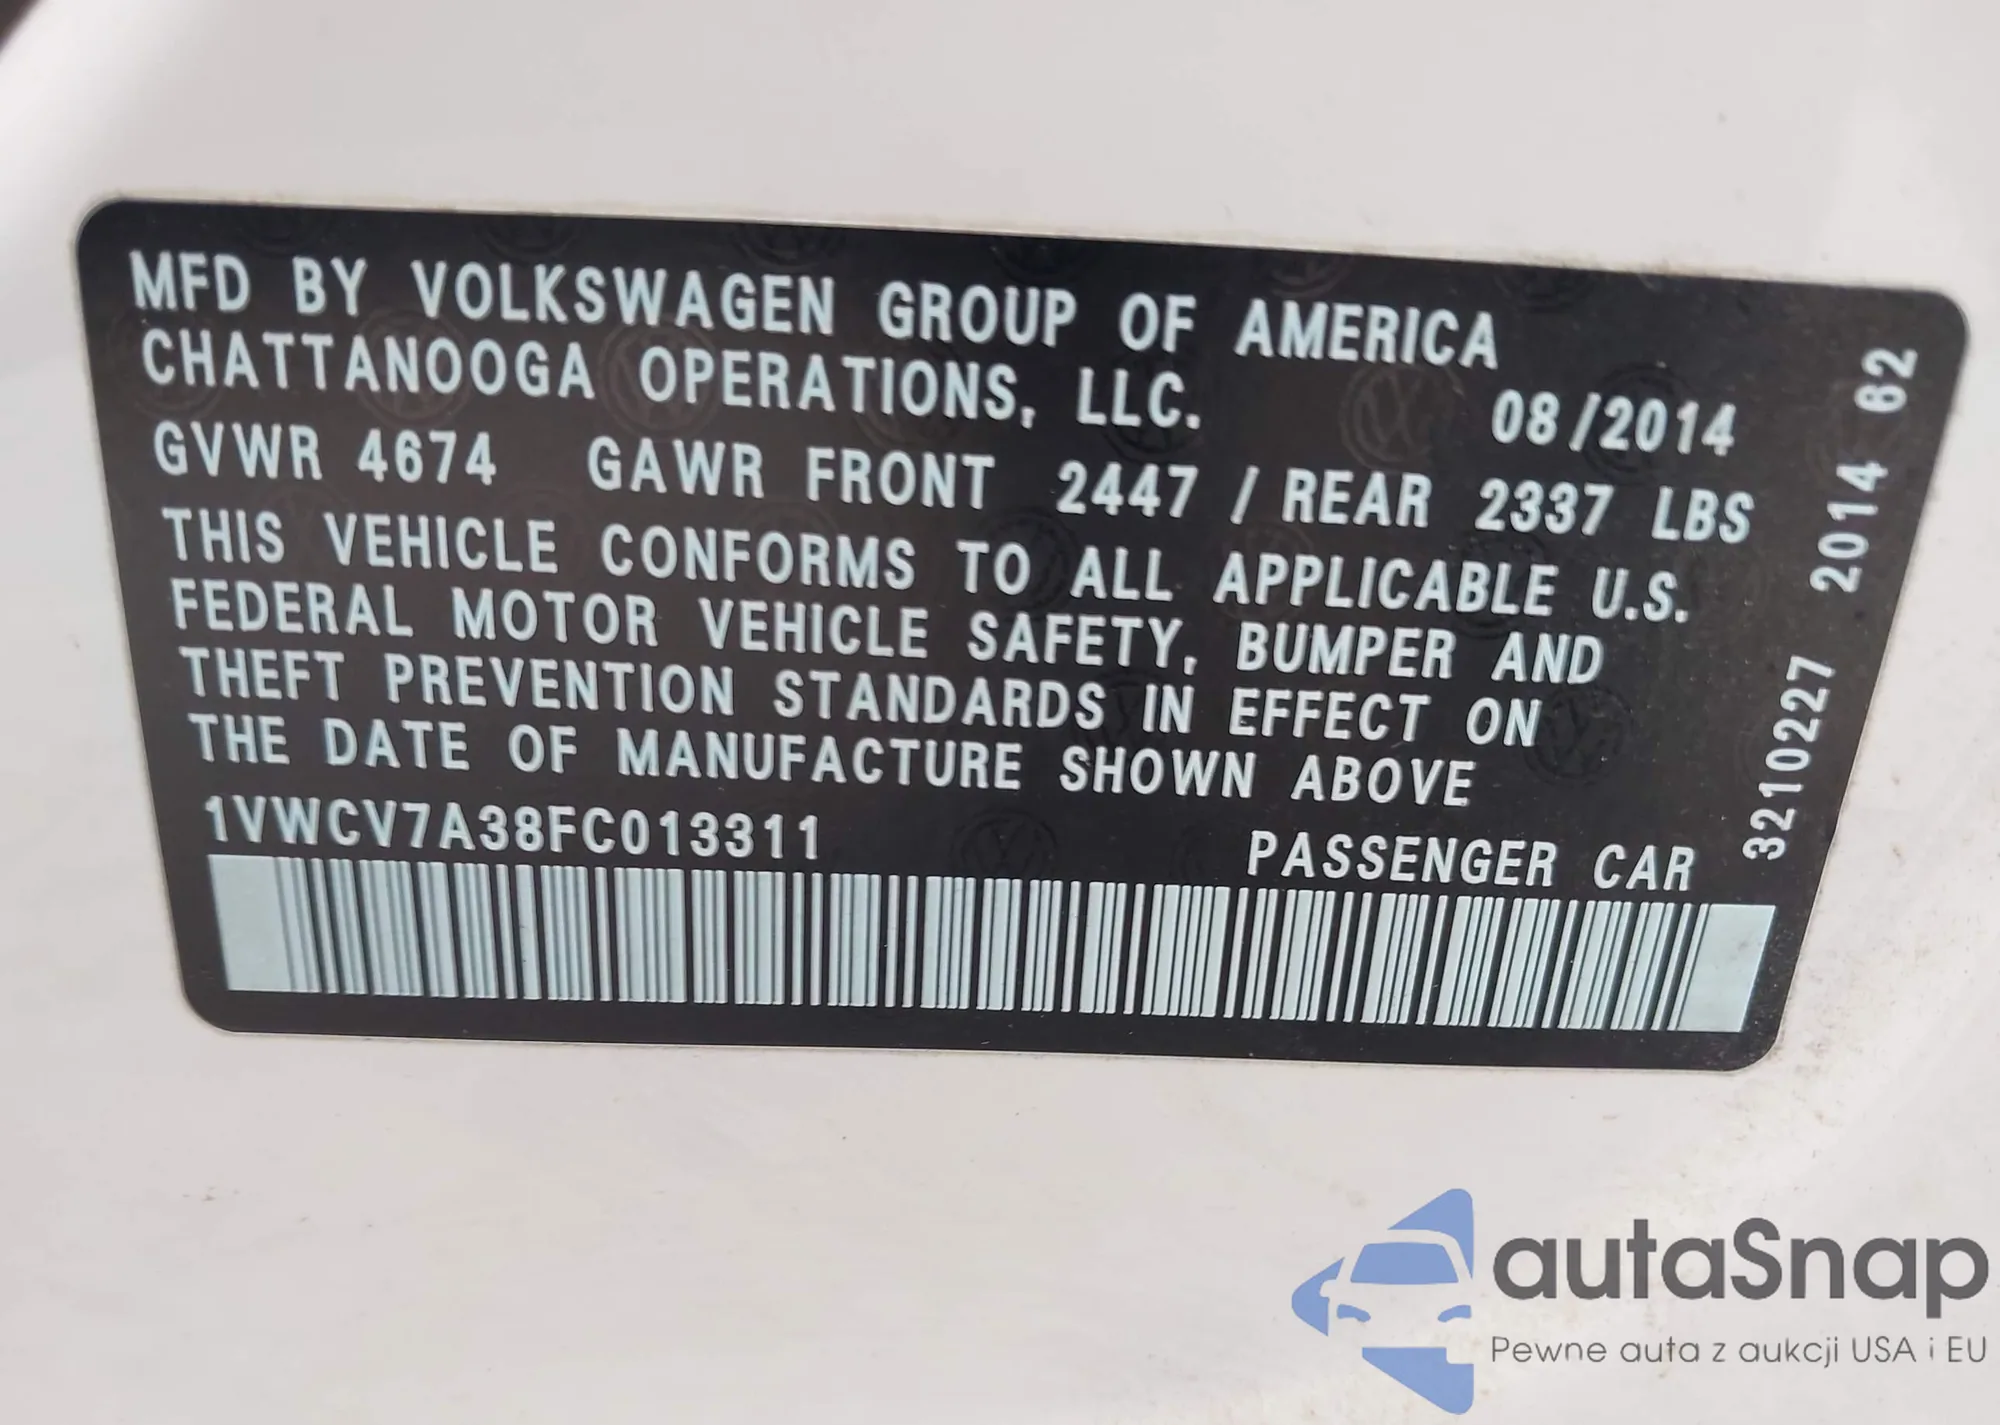 MFD BY VOLKSWAGEN GROUP OF AMERICA
CHATTANOOGA OPERATIONS, LLC.
08/2014
GVWR 4674 GAWR FRONT 2447 / REAR 2337 LBS
THIS VEHICLE CONFORMS TO ALL APPLICABLE U.S.
FEDERAL MOTOR VEHICLE SAFETY, BUMPER AND
THEFT PREVENTION STANDARDS IN EFFECT ON
THE DATE OF MANUFACTURE SHOWN ABOVE
1VWCV7A38FC013311
PASSENGER CAR
3210227 2014 62
autaSnap
Pewne auta z aukcji USA i EU